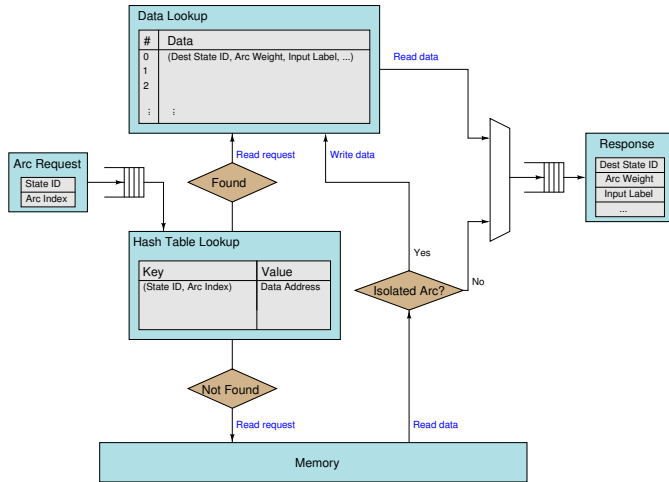 Data Lookup
# Data
0 (Dest State ID, Arc Weight, Input Label, ...)
1
2
⋮ ⋮
Read data
Arc Request
State ID
Arc Index
Read request
Write data
Found
Response
Dest State ID
Arc Weight
Input Label
...
Hash Table Lookup
Key Value
(State ID, Arc Index) Data Address
Yes
Isolated Arc?
No
Not Found
Read request
Read data
Memory